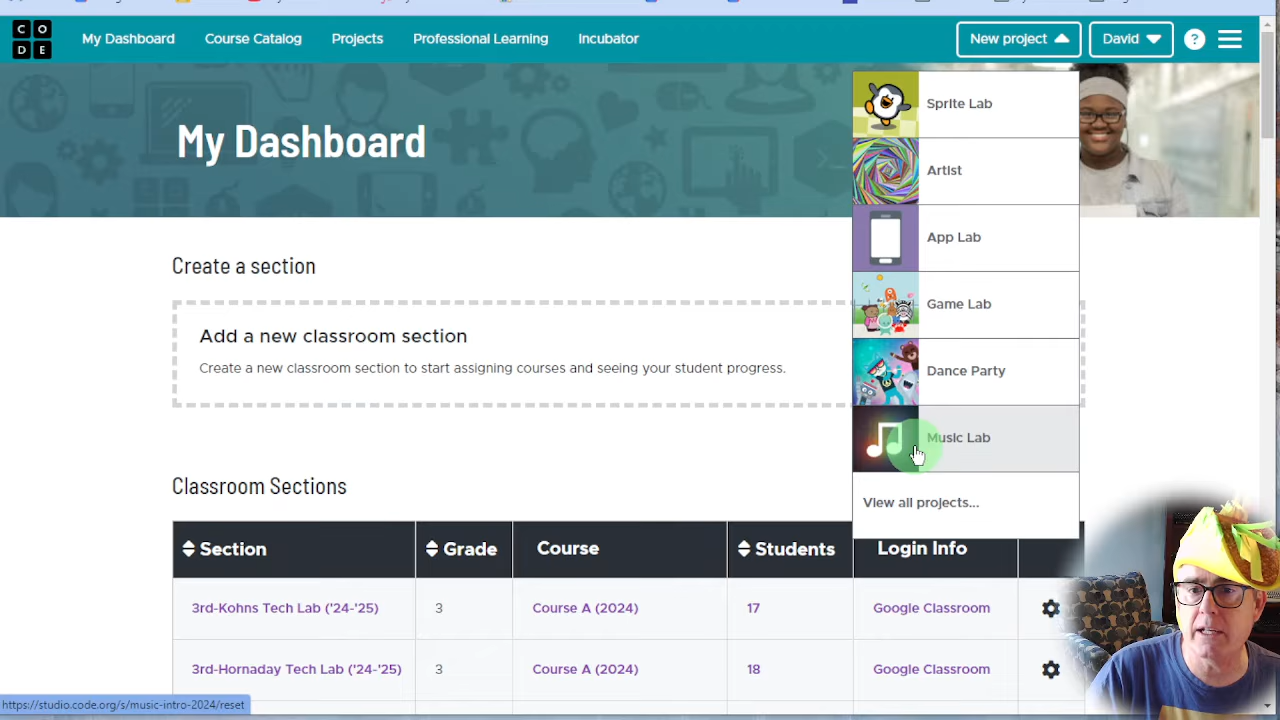 C O D E
My Dashboard
Course Catalog
Projects
Professional Learning
Incubator
New project
David
?
My Dashboard
Sprite Lab
Artist
App Lab
Game Lab
Dance Party
Music Lab
View all projects...
Create a section
Add a new classroom section
Create a new classroom section to start assigning courses and seeing your student progress.
Classroom Sections
Section Grade Course Students Login Info
3rd-Kohns Tech Lab ('24-'25) 3 Course A (2024) 17 Google Classroom
3rd-Hornaday Tech Lab ('24-'25) 3 Course A (2024) 18 Google Classroom
https://studio.code.org/s/music-intro-2024/reset